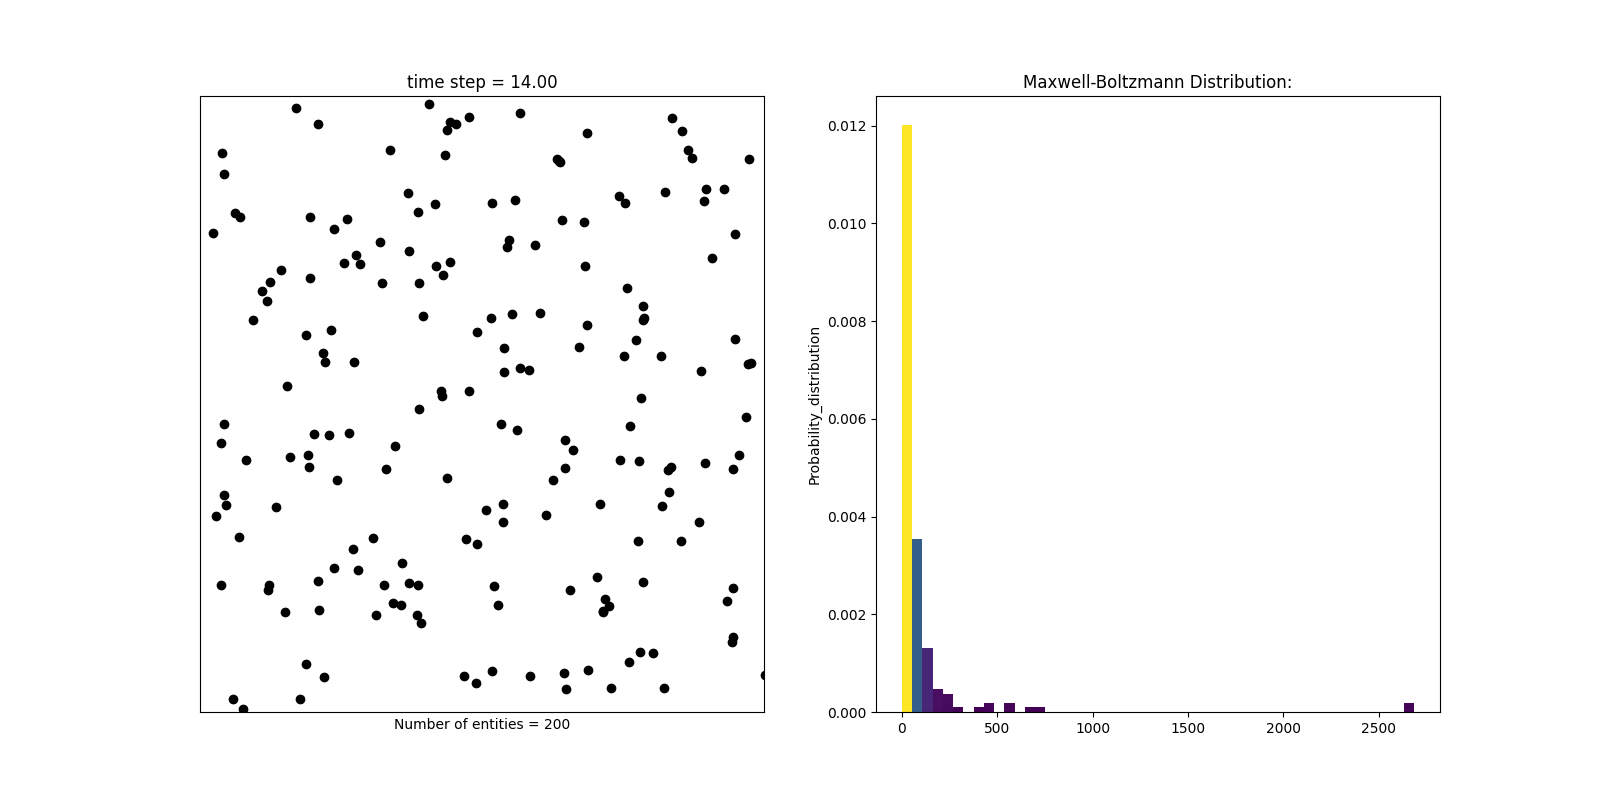 time step = 14.00
Number of entities = 200
Maxwell-Boltzmann Distribution:
Probability_distribution
0.012
0.010
0.008
0.006
0.004
0.002
0.000
0 500 1000 1500 2000 2500